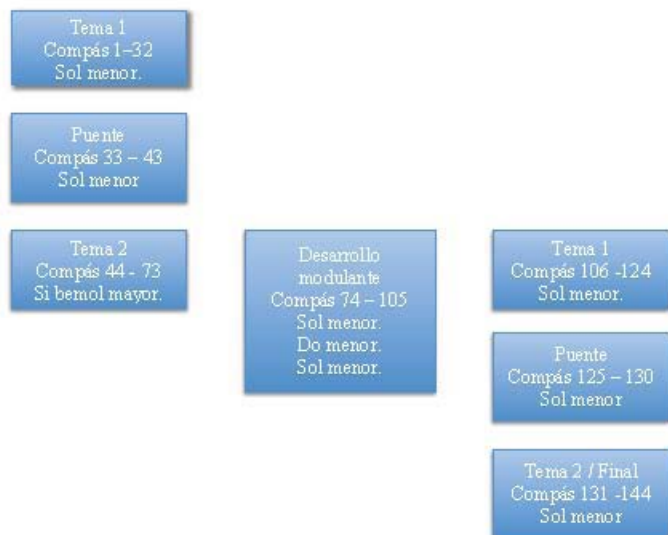 Tema 1
Compás 1–32
Sol menor.
Puente
Compás 33 – 43
Sol menor
Tema 2
Compás 44 - 73
Si bemol mayor.
Desarrollo
modulante
Compás 74 – 105
Sol menor.
Do menor.
Sol menor.
Tema 1
Compás 106 -124
Sol menor.
Puente
Compás 125 – 130
Sol menor
Tema 2 / Final
Compás 131 -144
Sol menor